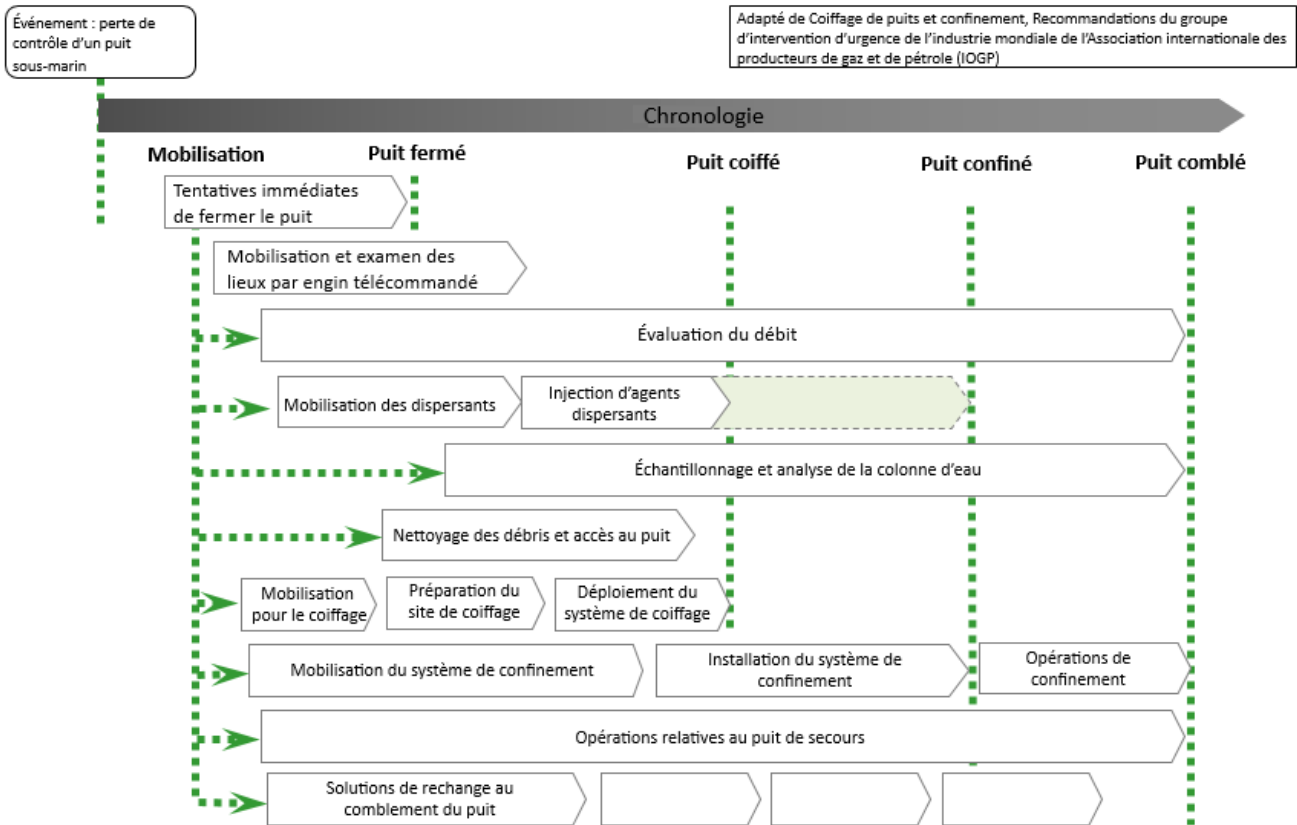 Événement : perte de
contrôle d'un puit
sous-marin
Adapté de Coiffage de puits et confinement, Recommandations du groupe
d'intervention d'urgence de l'industrie mondiale de l'Association internationale des
producteurs de gaz et de pétrole (IOGP)
Chronologie
Mobilisation
Puit fermé
Puit coiffé
Puit confiné
Puit comblé
Tentatives immédiates
de fermer le puit
Mobilisation et examen des
lieux par engin télécommandé
Évaluation du débit
Mobilisation des dispersants
Injection d'agents
dispersants
Échantillonnage et analyse de la colonne d'eau
Nettoyage des débris et accès au puit
Mobilisation
pour le coiffage
Préparation du
site de coiffage
Déploiement du
système de coiffage
Mobilisation du système de confinement
Installation du système de
confinement
Opérations de
confinement
Opérations relatives au puit de secours
Solutions de rechange au
comblement du puit